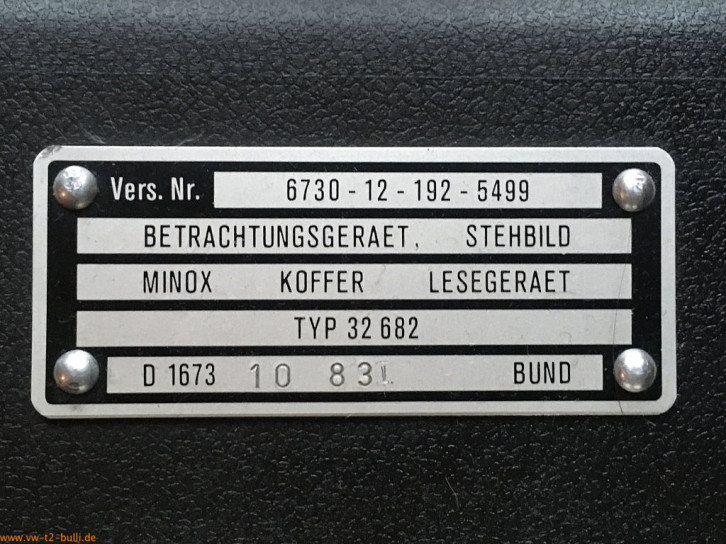 Vers. Nr. 6730-12-192-5499
BETRACHTUNGSGERAET, STEHBILD
MINOX KOFFER LESEGERAET
TYP 32 682
D 1673 10 83 BUND
www.vw-t2-bulli.de